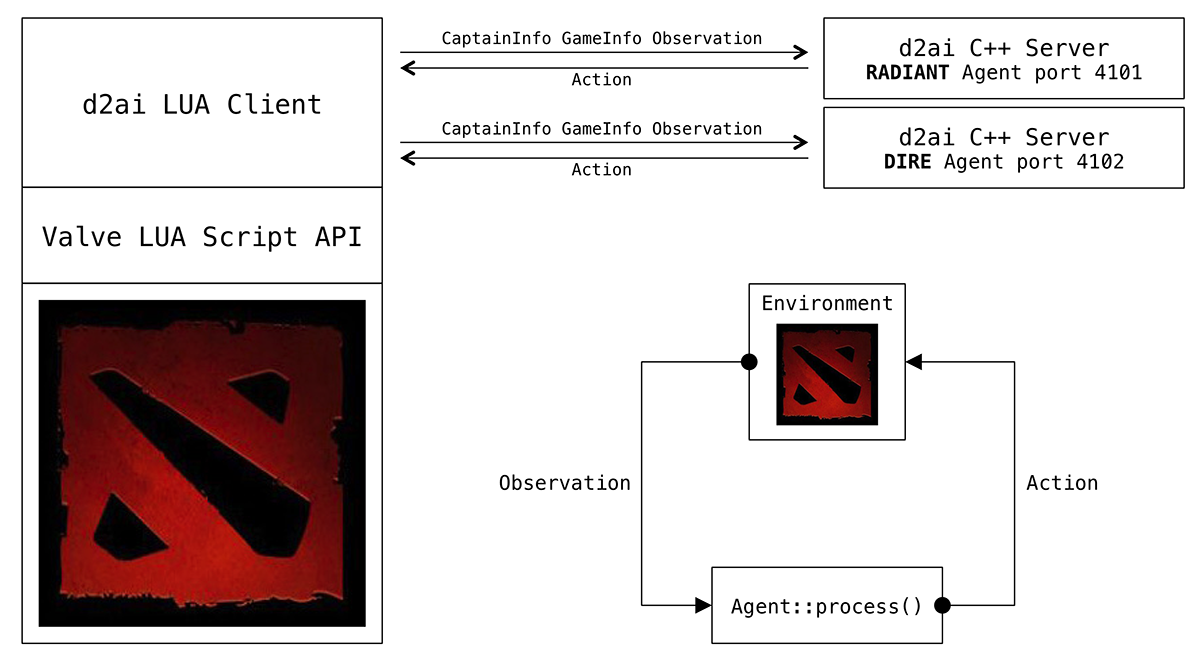 d2ai LUA Client
Valve LUA Script API
CaptainInfo GameInfo Observation
Action
CaptainInfo GameInfo Observation
Action
d2ai C++ Server
RADIANT Agent port 4101
d2ai C++ Server
DIRE Agent port 4102
Environment
Observation
Action
Agent::process()